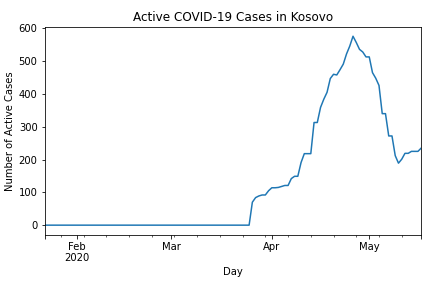 Active COVID-19 Cases in Kosovo
Number of Active Cases
600
500
400
300
200
100
0
Feb
2020
Mar
Apr
May
Day